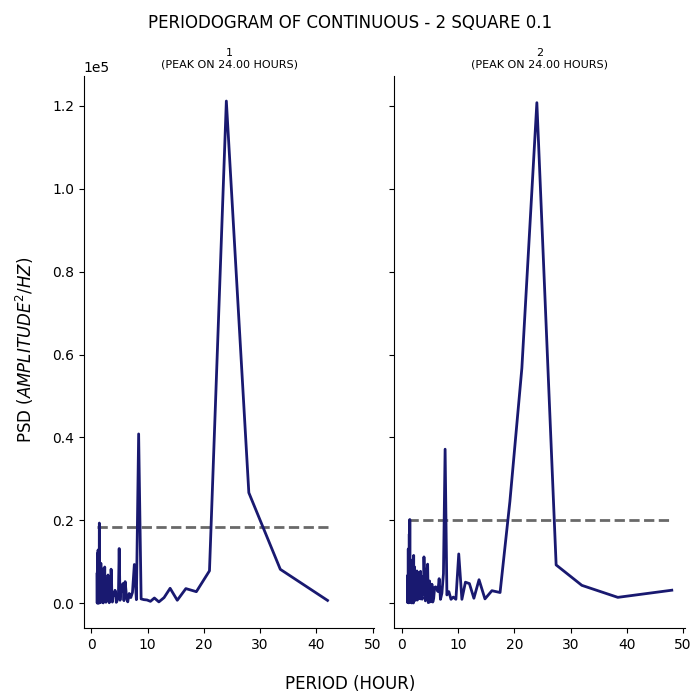 PERIODOGRAM OF CONTINUOUS - 2 SQUARE 0.1
1
(PEAK ON 24.00 HOURS)
2
(PEAK ON 24.00 HOURS)
1e5
1.2
1.0
0.8
0.6
0.4
0.2
0.0
PSD (AMPLITUDE²/HZ)
0 10 20 30 40 50
0 10 20 30 40 50
PERIOD (HOUR)